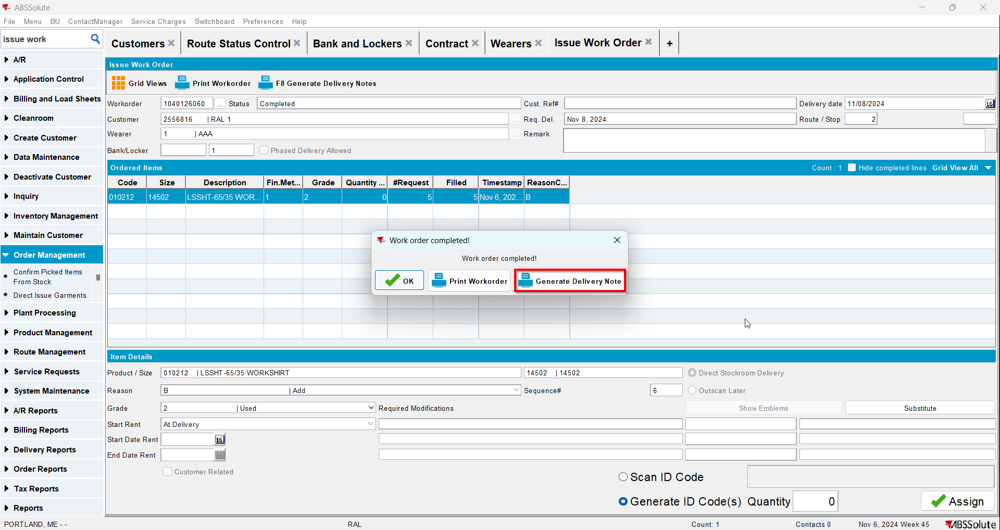 ABSSolute
File Menu BU ContactManager Service Charges Switchboard Preferences Help
issue work
Customers Route Status Control Bank and Lockers Contract Wearers Issue Work Order +
A/R
Application Control
Billing and Load Sheets
Cleanroom
Create Customer
Data Maintenance
Deactivate Customer
Inquiry
Inventory Management
Maintain Customer
Order Management
Confirm Picked Items
From Stock
Direct Issue Garments
Plant Processing
Product Management
Route Management
Service Requests
System Maintenance
A/R Reports
Billing Reports
Delivery Reports
Order Reports
Tax Reports
Reports
Issue Work Order
Grid Views Print Workorder F8 Generate Delivery Notes
Workorder 1040126060 ... Status Completed Cust. Ref# Delivery date 11/08/2024 16
Customer 2556816 | RAL 1 ... Req. Del. Nov 8, 2024 Route / Stop 2
Wearer 1 | AAA ... Remark
Bank/Locker 1 Phased Delivery Allowed
Ordered Items Count : 1 Hide completed lines Grid View All
Code Size Description Fin.Met... Grade Quantity ... #Request Filled Timestamp ReasonC...
010212 14502 LSSHT-65/35 WOR... 1 2 0 5 5 Nov 6, 202... B
Work order completed!
Work order completed!
OK Print Workorder Generate Delivery Note
Item Details
Product / Size 010212 | LSSHT-65/35 WORKSHIRT 14502 | 14502 Direct Stockroom Delivery
Reason B | Add Sequence# 6 Outscan Later
Grade 2 | Used Required Modifications Show Emblems Substitute
Start Rent At Delivery
Start Date Rent 16
End Date Rent 16
Customer Related
Scan ID Code
Generate ID Code(s) Quantity 0 Assign
PORTLAND, ME - - RAL Count: 1 Contacts 0 Nov 6, 2024 Week 45 ABSSolute